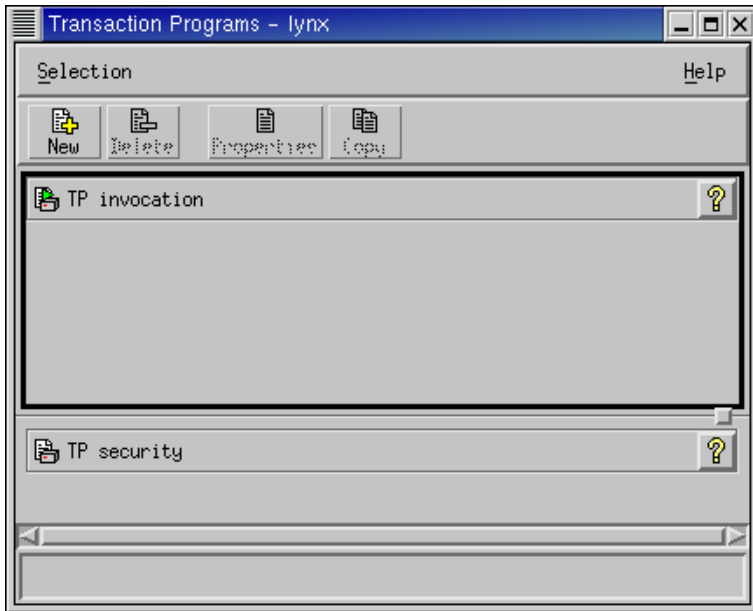 Transaction Programs - lynx
Selection Help
New Delete Properties Copy
TP invocation
TP security